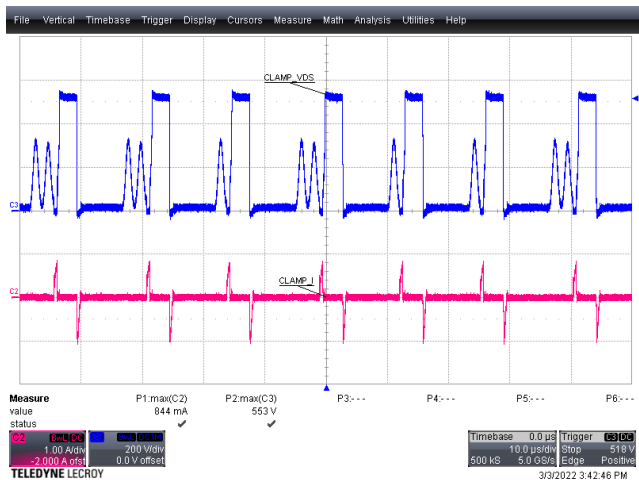 File Vertical Timebase Trigger Display Cursors Measure Math Analysis Utilities Help
CLAMP_VDS
C3
CLAMP_I
C2
Measure P1:max(C2) P2:max(C3) P3:- - - P4:- - - P5:- - - P6:- - -
value 844 mA 553 V
status
C2 BwL DC
1.00 A/div 200 V/div
-2.000 A ofst 0.0 V offset
Timebase 0.0 µs Trigger C3 DC
10.0 µs/div Stop 518 V
500 kS 5.0 GS/s Edge Positive
TELEDYNE LECROY
3/3/2022 3:42:46 PM